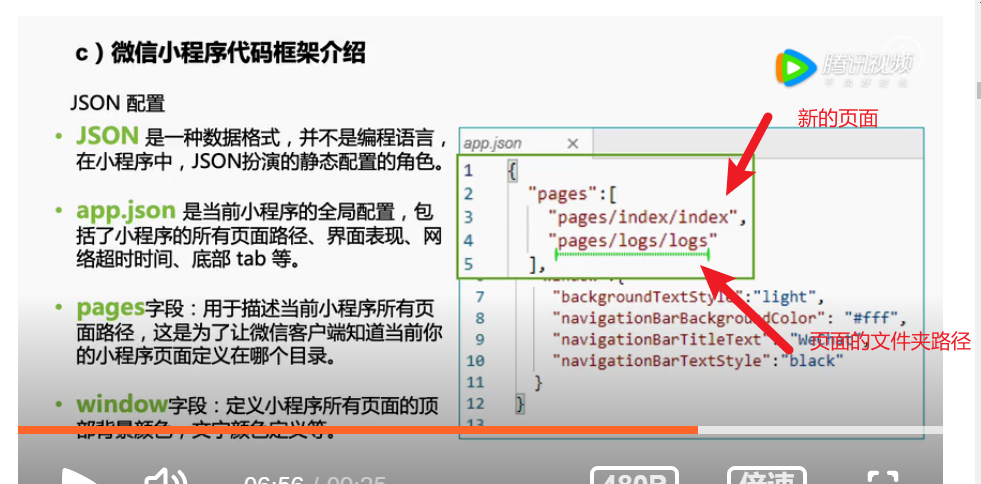 c）微信小程序代码框架介绍
腾讯视频
JSON 配置
新的页面
• JSON 是一种数据格式，并不是编程语言，
在小程序中，JSON扮演的静态配置的角色。
• app.json 是当前小程序的全局配置，包
括了小程序的所有页面路径、界面表现、网
络超时时间、底部 tab 等。
• pages字段：用于描述当前小程序所有页
面路径，这是为了让微信客户端知道当前你
的小程序页面定义在哪个目录。
• window字段：定义小程序所有页面的顶
部背景颜色，文字颜色定义等。
app.json ×
1 {
2 "pages":[
3 "pages/index/index",
4 "pages/logs/logs"
5 ],
7 "backgroundTextStyle":"light",
8 "navigationBarBackgroundColor": "#fff",
9 "navigationBarTitleText": "WeChat",
10 "navigationBarTextStyle":"black"
11 }
12 }
13
页面的文件夹路径
06:56 / 09:25
480P
倍速